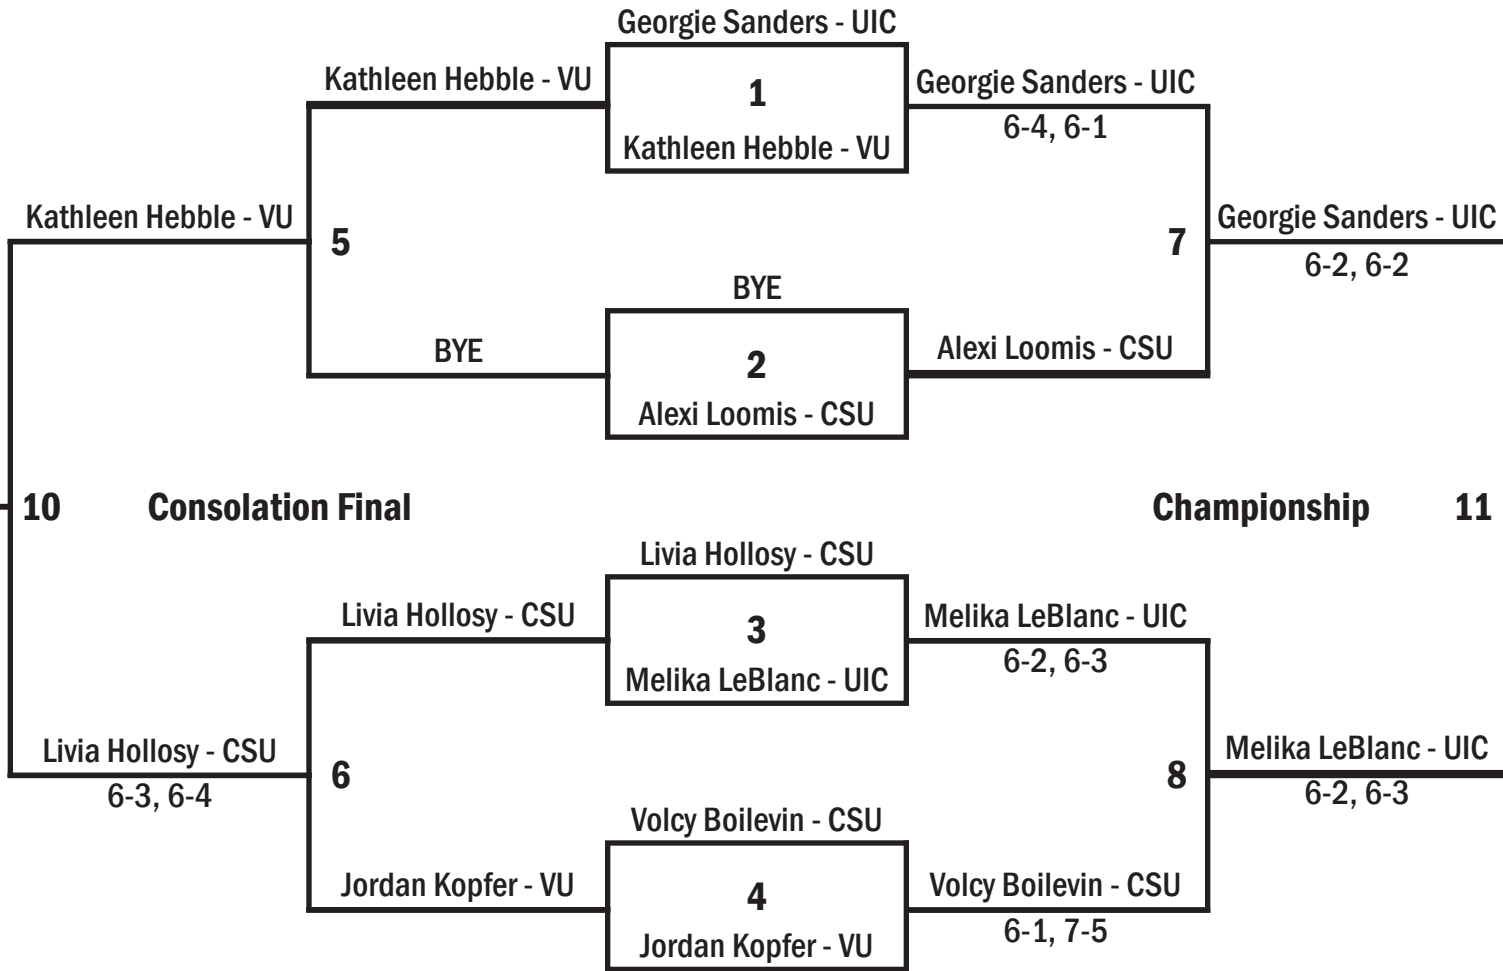 Georgie Sanders - UIC
Kathleen Hebble - VU
1
Georgie Sanders - UIC
6-4, 6-1
Kathleen Hebble - VU
Kathleen Hebble - VU
5
7
Georgie Sanders - UIC
6-2, 6-2
BYE
BYE
2
Alexi Loomis - CSU
Alexi Loomis - CSU
10
Consolation Final
Championship
11
Livia Hollosy - CSU
Livia Hollosy - CSU
3
Melika LeBlanc - UIC
6-2, 6-3
Melika LeBlanc - UIC
Livia Hollosy - CSU
6-3, 6-4
6
8
Melika LeBlanc - UIC
6-2, 6-3
Volcy Boilevin - CSU
Jordan Kopfer - VU
4
Volcy Boilevin - CSU
6-1, 7-5
Jordan Kopfer - VU